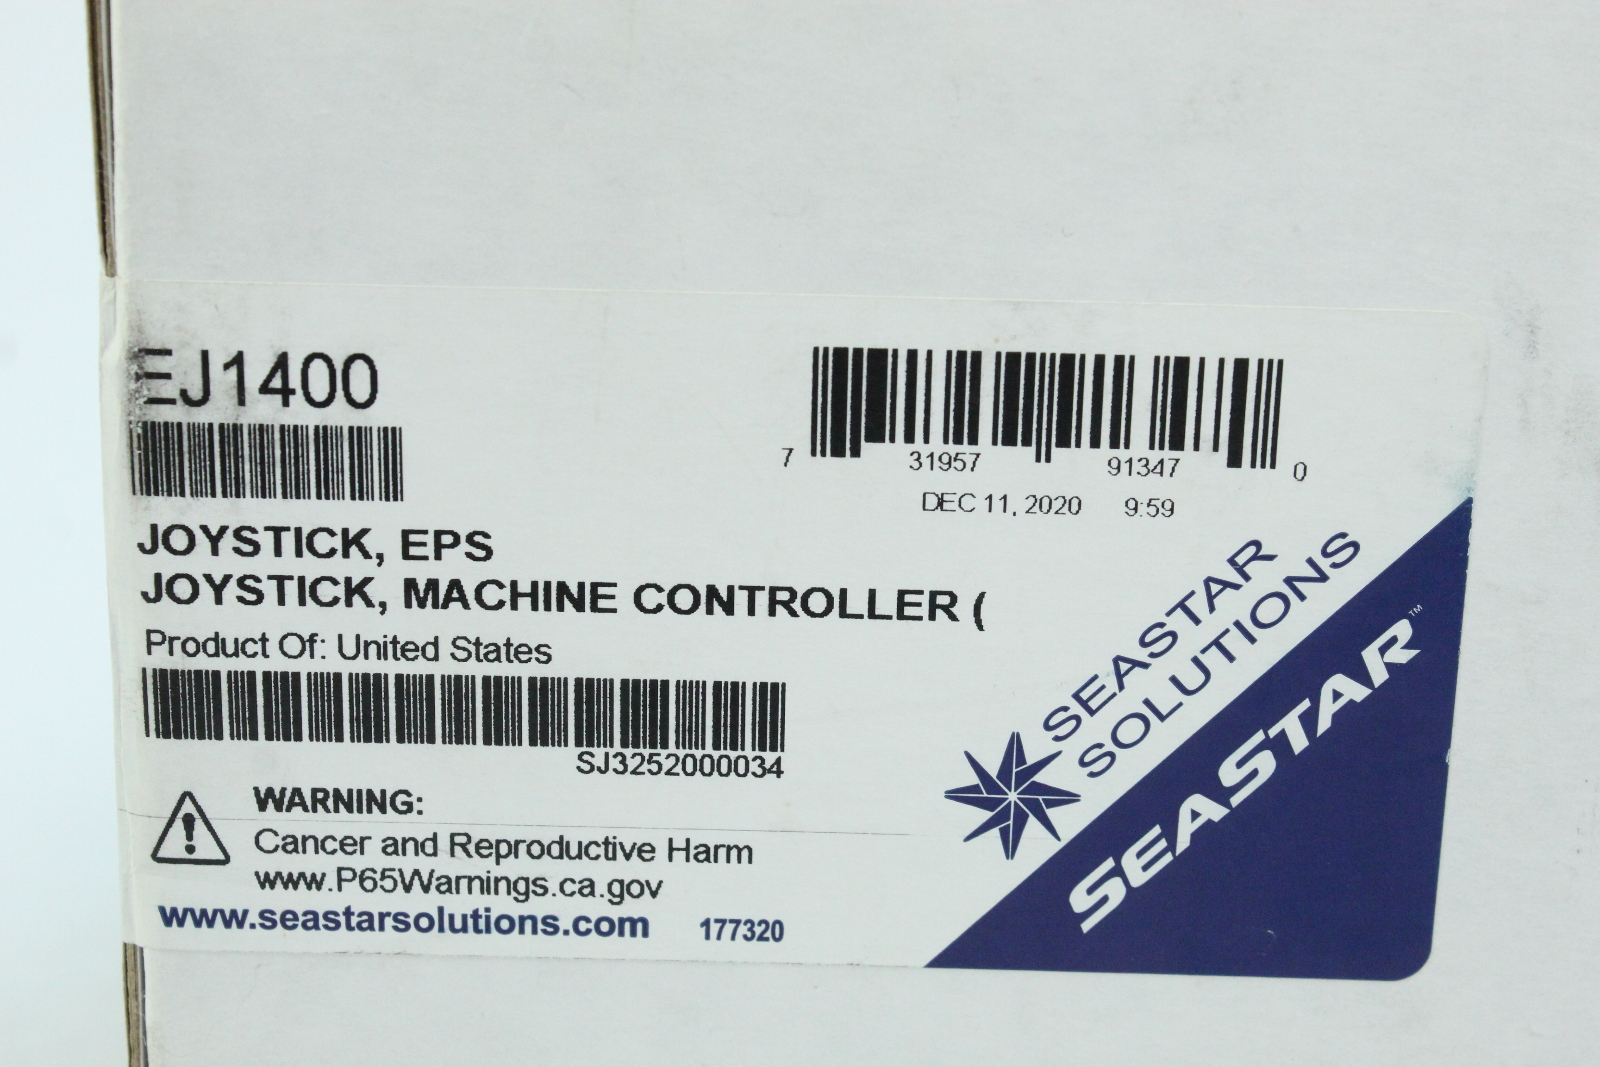 EJ1400
7 31957 91347 0
DEC 11, 2020 9:59
JOYSTICK, EPS
JOYSTICK, MACHINE CONTROLLER (
Product Of: United States
SJ3252000034
WARNING:
Cancer and Reproductive Harm
www.P65Warnings.ca.gov
www.seastarsolutions.com 177320
SEASTAR
SOLUTIONS
SEASTAR™